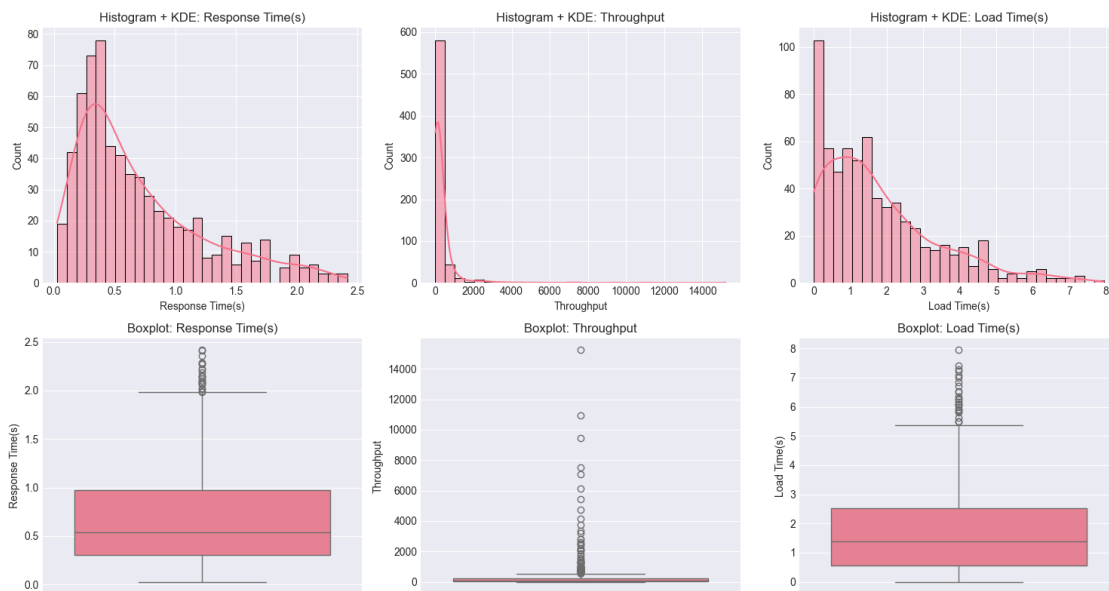 Histogram + KDE: Response Time(s)
80
70
60
50
40
30
20
10
0
Count
0.0 0.5 1.0 1.5 2.0 2.5
Response Time(s)
Histogram + KDE: Throughput
600
500
400
300
200
100
0
Count
0 2000 4000 6000 8000 10000 12000 14000
Throughput
Histogram + KDE: Load Time(s)
100
80
60
40
20
0
Count
0 1 2 3 4 5 6 7 8
Load Time(s)
Boxplot: Response Time(s)
2.5
2.0
1.5
1.0
0.5
0.0
Response Time(s)
Boxplot: Throughput
14000
12000
10000
8000
6000
4000
2000
0
Throughput
Boxplot: Load Time(s)
8
7
6
5
4
3
2
1
0
Load Time(s)